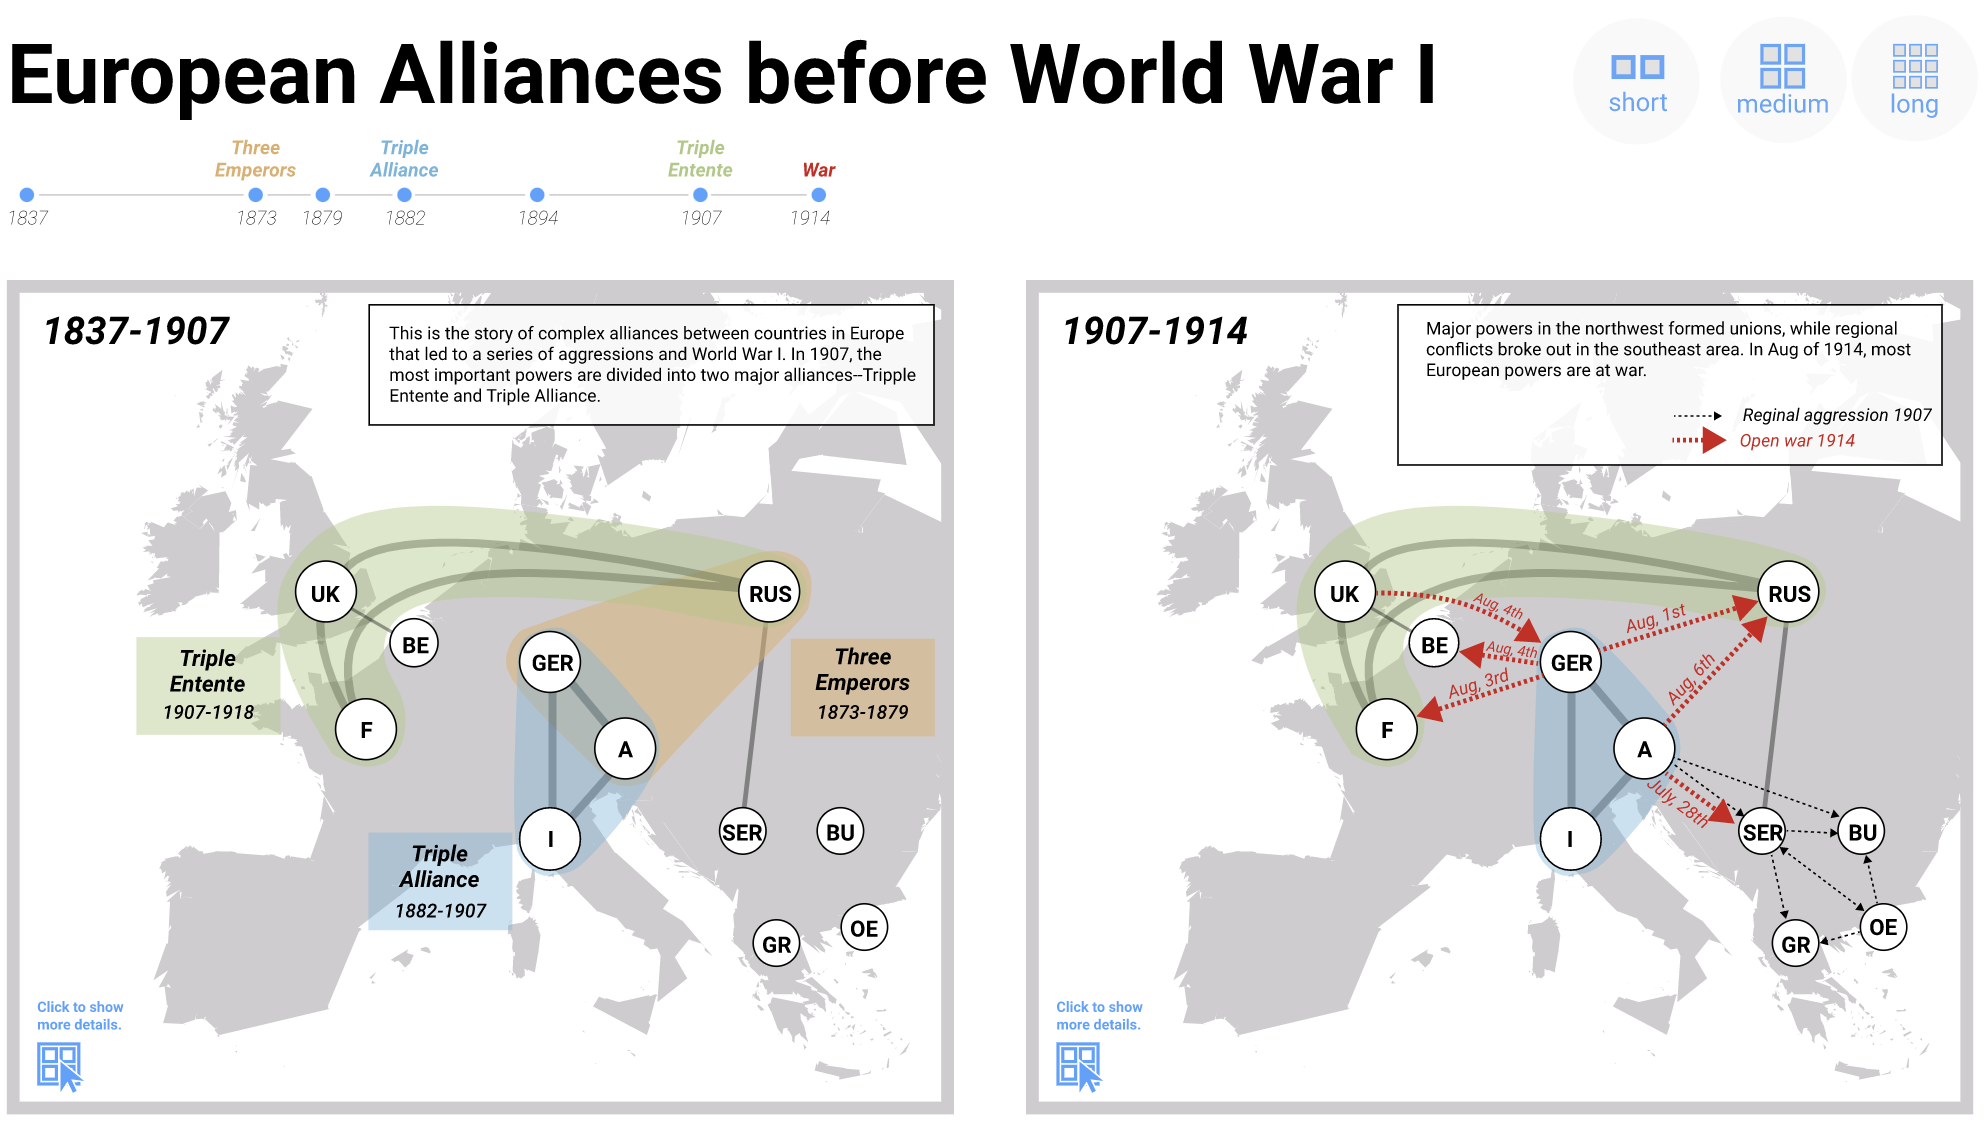 European Alliances before World War I
short
medium
long
Three
Emperors
Triple
Alliance
Triple
Entente
War
1837
1873
1879
1882
1894
1907
1914
1837-1907
This is the story of complex alliances between countries in Europe
that led to a series of aggressions and World War I. In 1907, the
most important powers are divided into two major alliances--Tripple
Entente and Triple Alliance.
UK
RUS
BE
GER
F
A
I
SER
BU
GR
OE
Triple
Entente
1907-1918
Three
Emperors
1873-1879
Triple
Alliance
1882-1907
Click to show
more details.
1907-1914
Major powers in the northwest formed unions, while regional
conflicts broke out in the southeast area. In Aug of 1914, most
European powers are at war.
Reginal aggression 1907
Open war 1914
UK
RUS
Aug, 4th
Aug, 1st
BE
Aug, 4th
GER
Aug, 3rd
Aug, 6th
F
A
July, 28th
I
SER
BU
GR
OE
Click to show
more details.